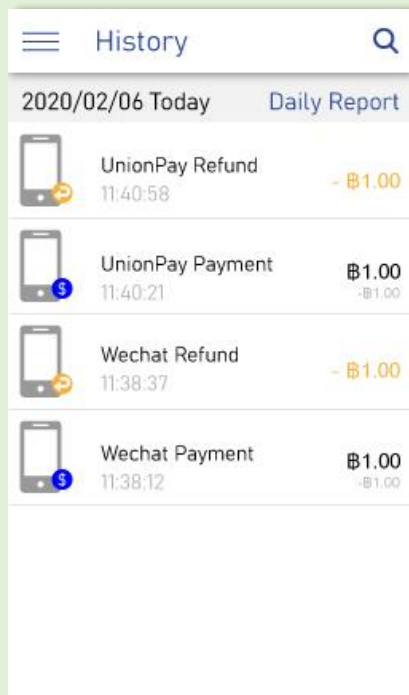 History
2020/02/06 Today Daily Report
UnionPay Refund
- ฿1.00
11:40:58
UnionPay Payment
฿1.00
11:40:21
-฿1.00
Wechat Refund
- ฿1.00
11:38:37
Wechat Payment
฿1.00
11:38:12
-฿1.00